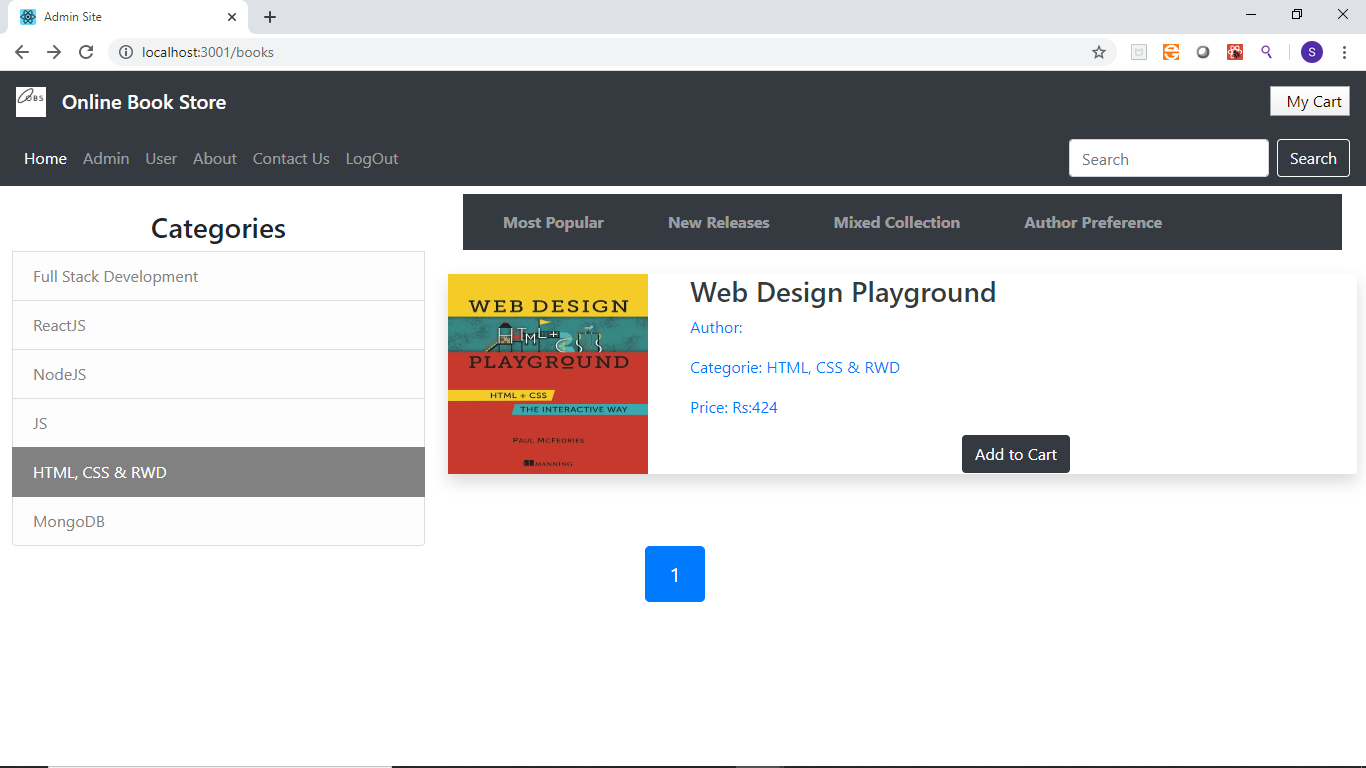 Admin Site
localhost:3001/books
S
OBS
Online Book Store
My Cart
Home Admin User About Contact Us LogOut
Search
Search
Most Popular New Releases Mixed Collection Author Preference
Categories
Full Stack Development
ReactJS
NodeJS
JS
HTML, CSS & RWD
MongoDB
WEB DESIGN
HTML+
CSS
PLAYGROUND
HTML + CSS
THE INTERACTIVE WAY
PAUL MCFEDRIES
MANNING
Web Design Playground
Author:
Categorie: HTML, CSS & RWD
Price: Rs:424
Add to Cart
1